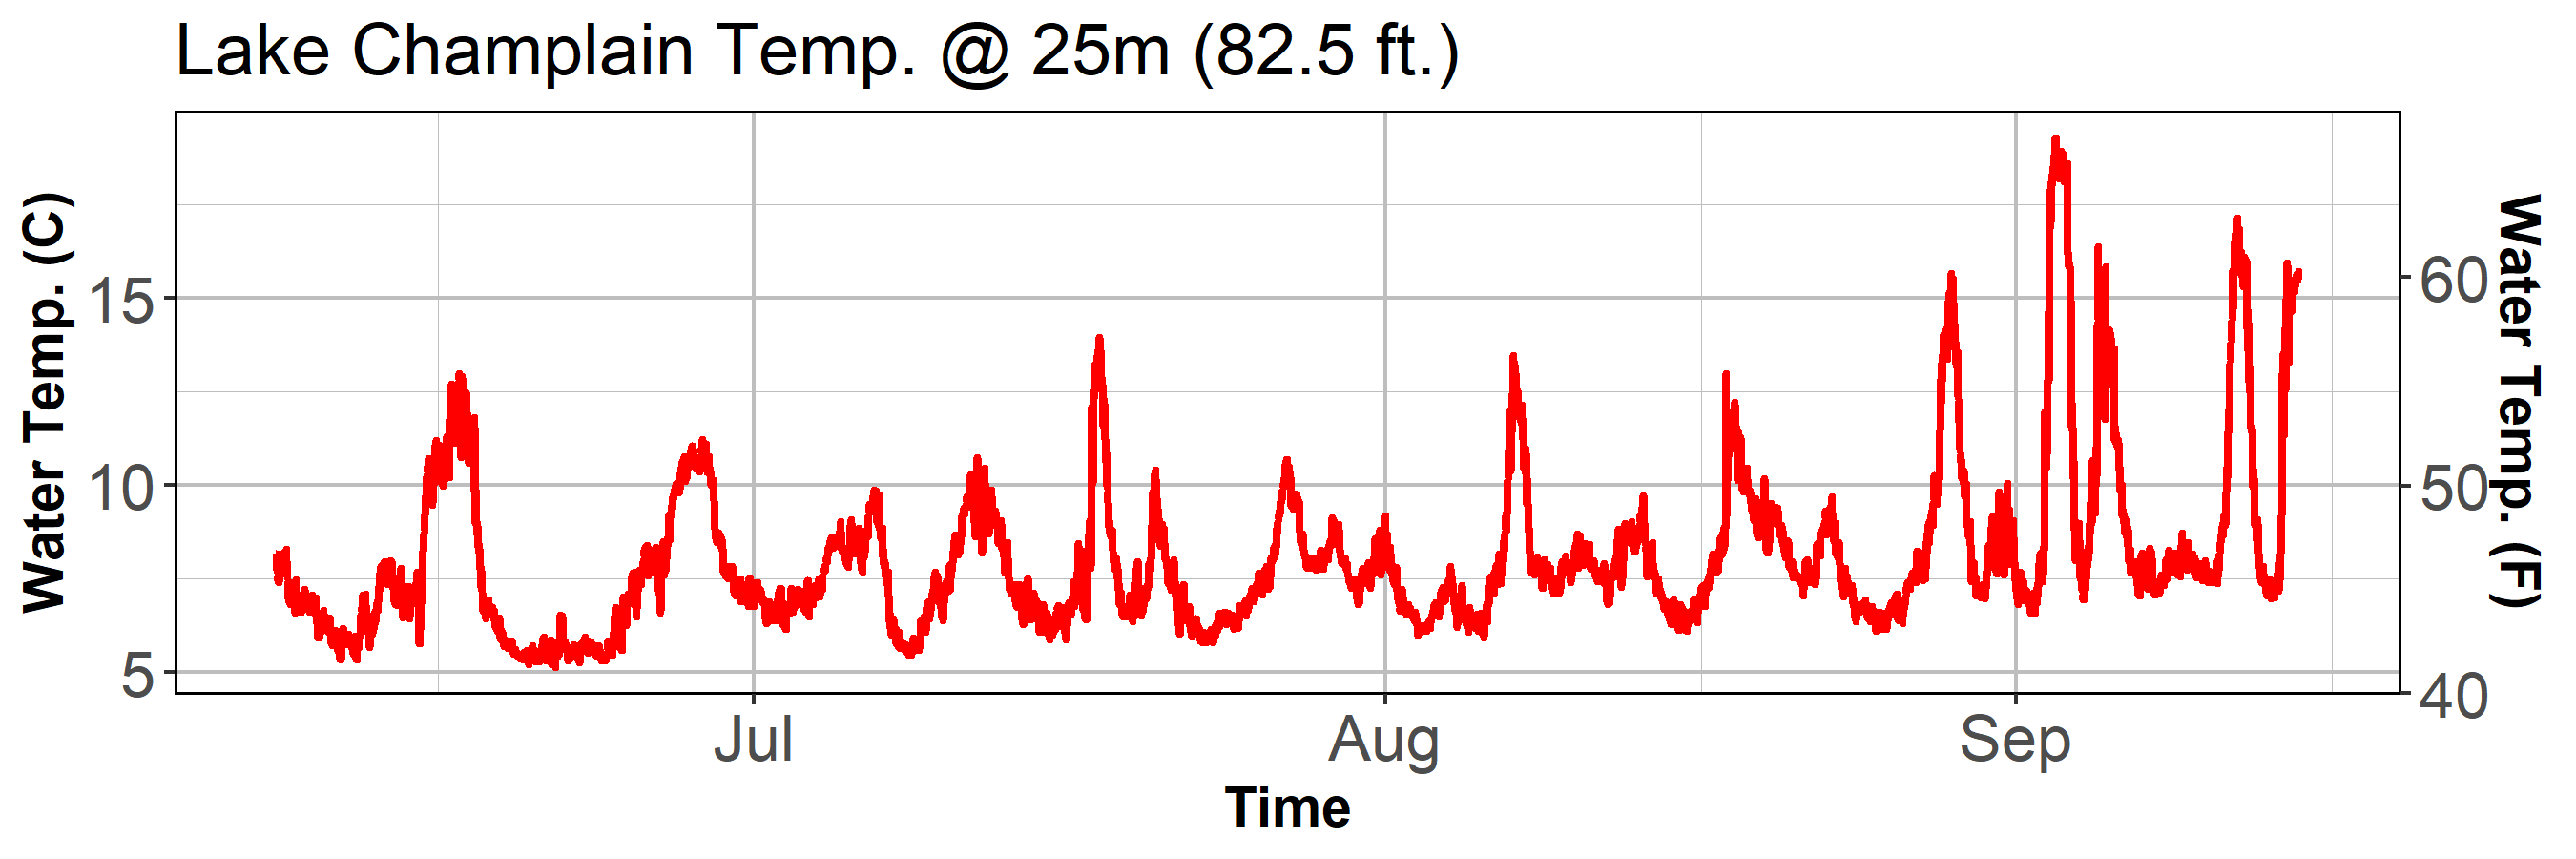 Lake Champlain Temp. @ 25m (82.5 ft.)
Water Temp. (C)
15
10
5
60
50
40
Water Temp. (F)
Jul Aug Sep
Time